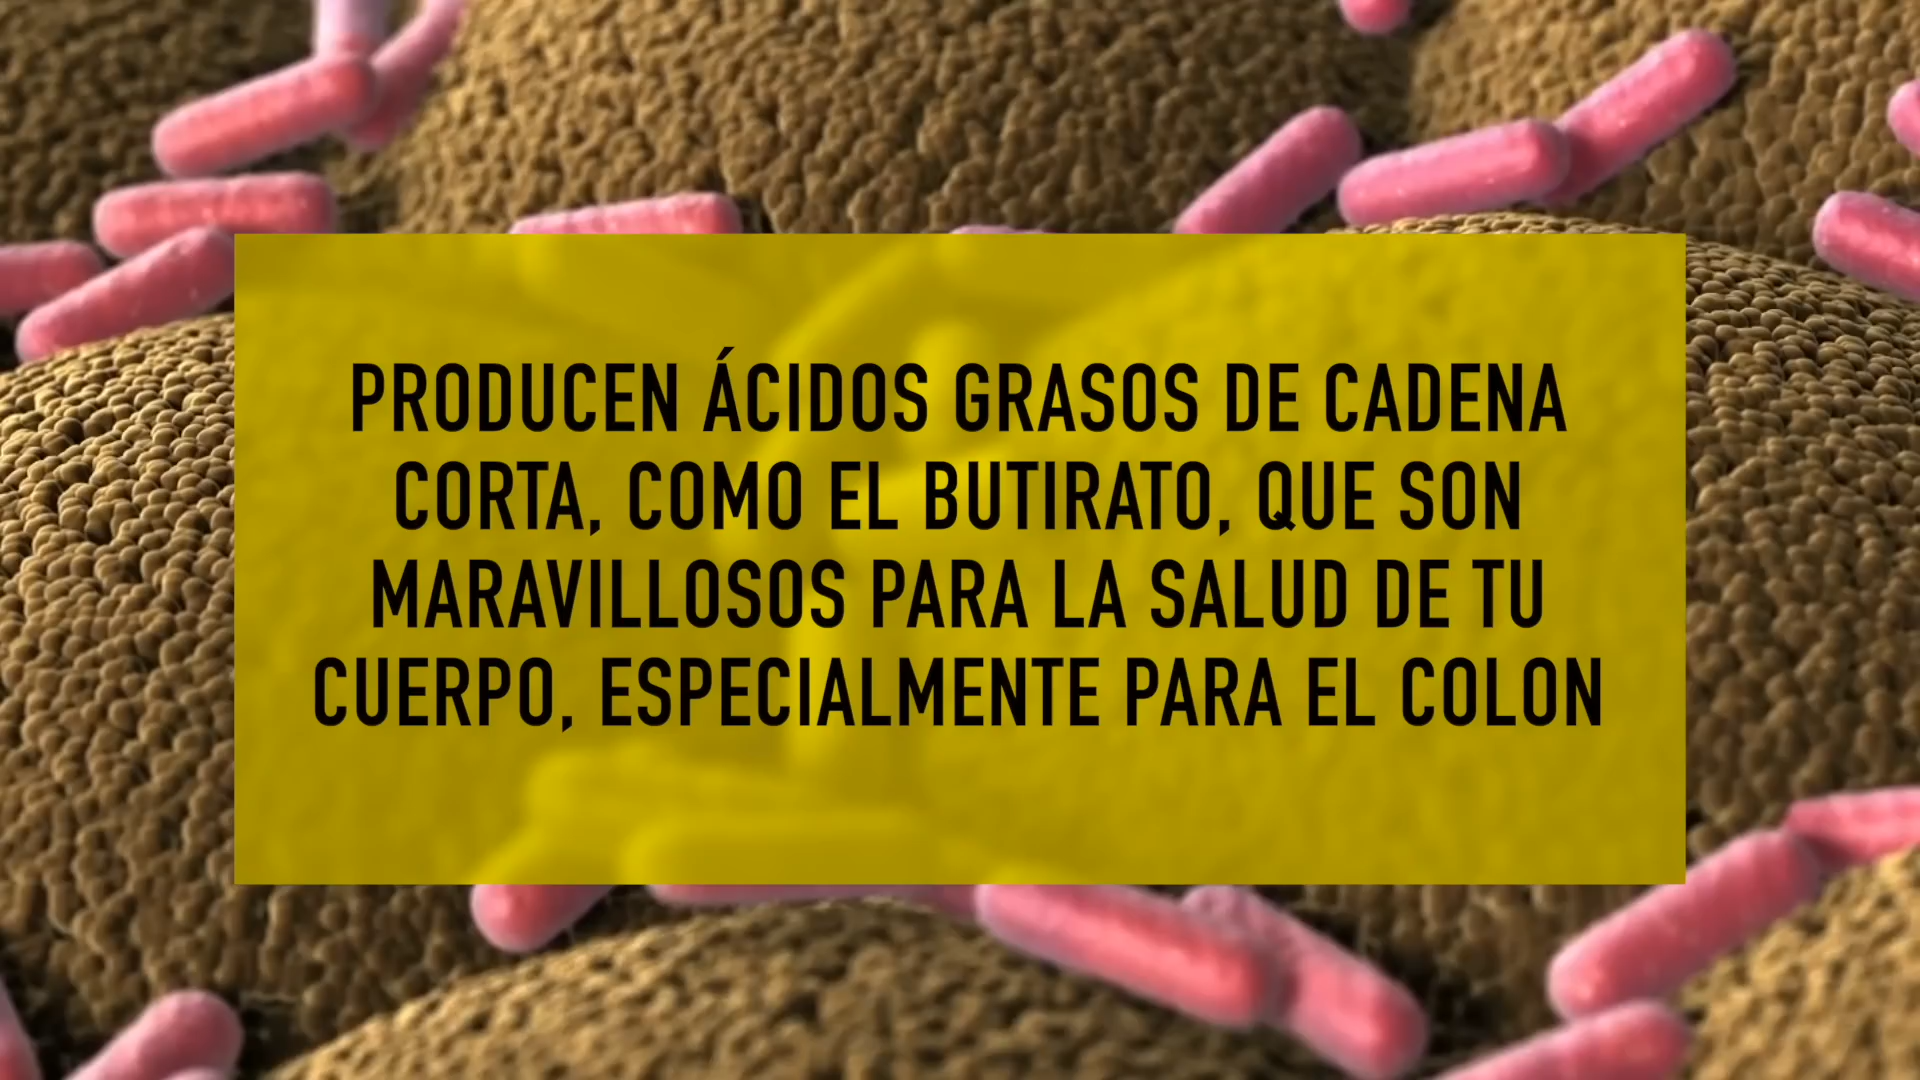 PRODUCEN ÁCIDOS GRASOS DE CADENA
CORTA, COMO EL BUTIRATO, QUE SON
MARAVILLOSOS PARA LA SALUD DE TU
CUERPO, ESPECIALMENTE PARA EL COLON